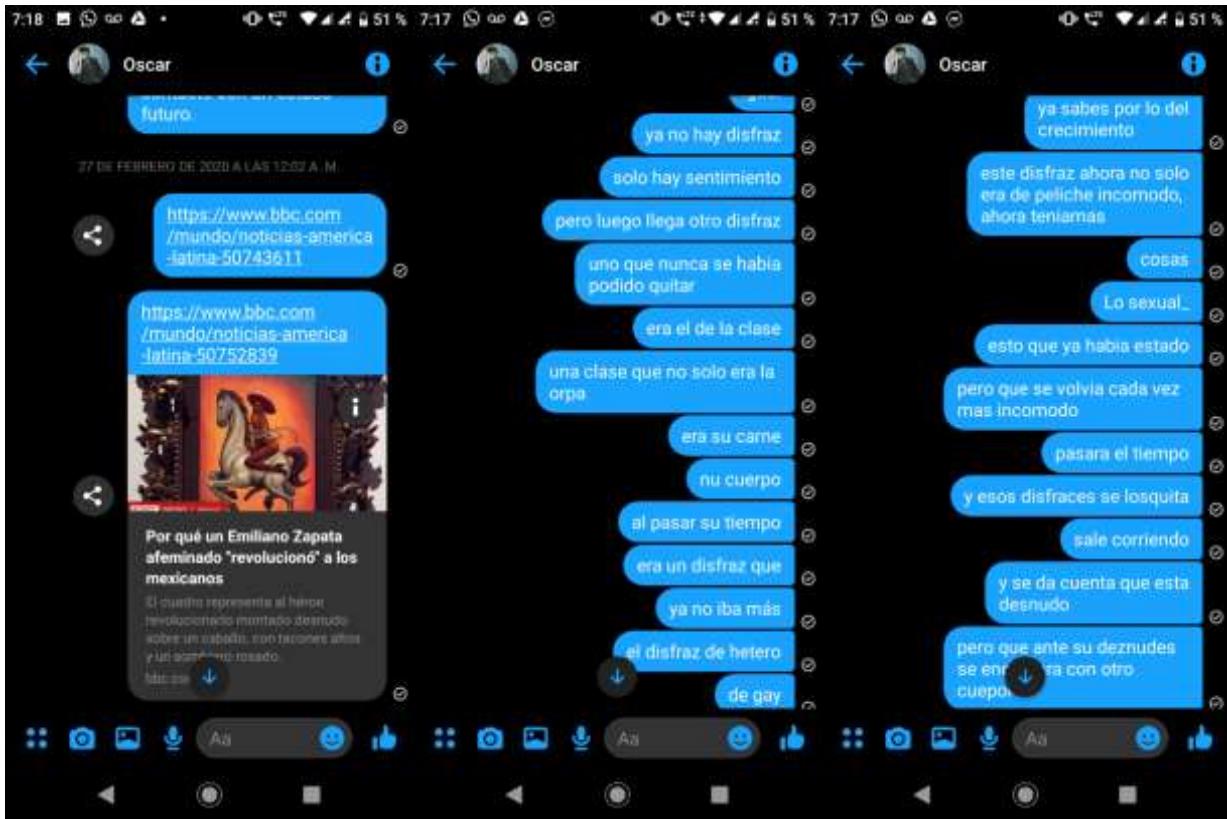 7:18
51 %
Oscar
futuro
27 DE FEBRERO DE 2020 A LAS 12:02 A. M.
https://www.bbc.com
/mundo/noticias-america
-latina-50743611
https://www.bbc.com
/mundo/noticias-america
-latina-50752839
Por qué un Emiliano Zapata
afeminado "revolucionó" a los
mexicanos
El cuadro representa al héroe
revolucionario montado desnudo
sobre un caballo, con tacones altos
y un rosado.
Aa
7:17
51 %
Oscar
ya no hay disfraz
solo hay sentimiento
pero luego llega otro disfraz
uno que nunca se habia
podido quitar
era el de la clase
una clase que no solo era la
orpa
era su carne
nu cuerpo
al pasar su tiempo
era un disfraz que
ya no iba más
el disfraz de hetero
de gay
Aa
7:17
51 %
Oscar
ya sabes por lo del
crecimiento
este disfraz ahora no solo
era de peliche incomodo,
ahora teniamas
cosas
Lo sexual_
esto que ya habia estado
pero que se volvia cada vez
mas incomodo
pasara el tiempo
y esos disfraces se losquita
sale corriendo
y se da cuenta que esta
desnudo
pero que ante su deznudes
se con otro
Aa